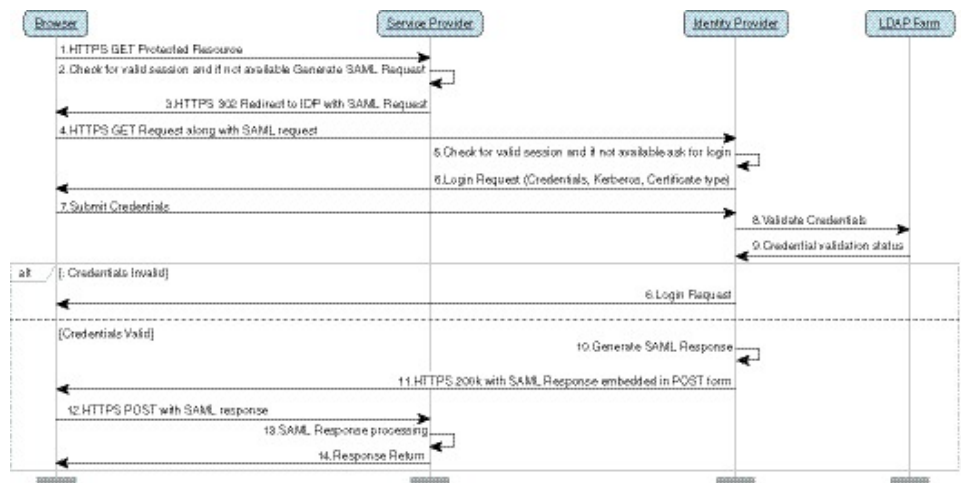 Browser
Service Provider
Identity Provider
LDAP Farm
1.HTTPS GET Protected Resource
2.Check for valid session and if not available Generate SAML Request
3.HTTPS 302 Redirect to IDP with SAML Request
4.HTTPS GET Request along with SAML request
5.Check for valid session and if not available ask for login
6.Login Request (Credentials, Kerberos, Certificate type)
7.Submit Credentials
8.Validate Credentials
9.Credential validation status
alt
[: Credentials Invalid]
6.Login Request
[Credentials Valid]
10.Generate SAML Response
11.HTTPS 200k with SAML Response embedded in POST form
12.HTTPS POST with SAML response
13.SAML Response processing
14.Response Return